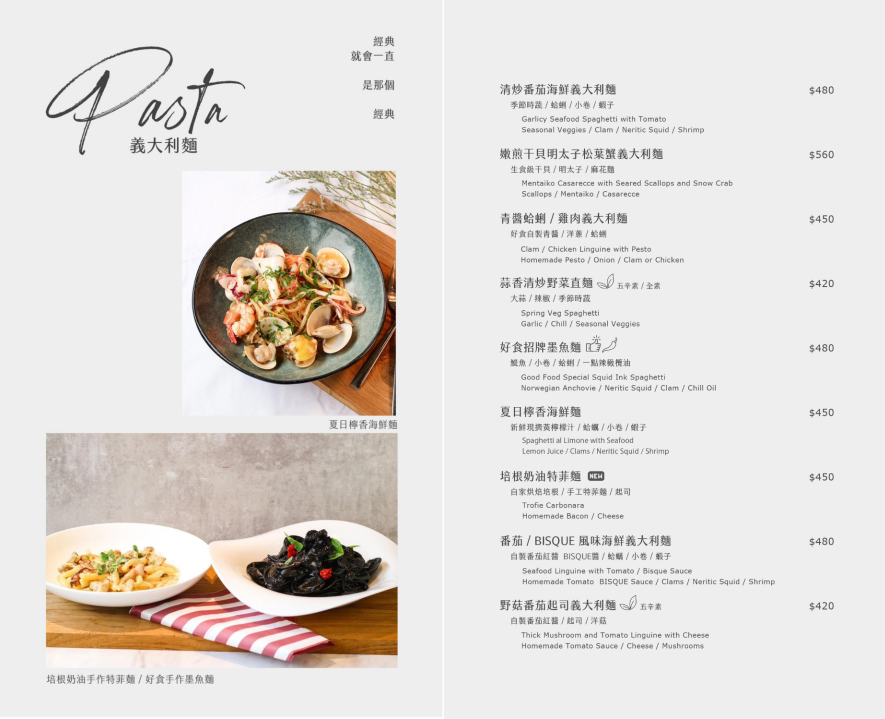 經典
就會一直
是那個
經典
Pasta
義大利麵
夏日檸香海鮮麵
培根奶油手作特菲麵 / 好食手作墨魚麵
清炒番茄海鮮義大利麵 $480
季節時蔬 / 蛤蜊 / 小卷 / 蝦子
Garlicy Seafood Spaghetti with Tomato
Seasonal Veggies / Clam / Neritic Squid / Shrimp
嫩煎干貝明太子松葉蟹義大利麵 $560
生食級干貝 / 明太子 / 麻花麵
Mentaiko Casarecce with Seared Scallops and Snow Crab
Scallops / Mentaiko / Casarecce
青醬蛤蜊 / 雞肉義大利麵 $450
好食自製青醬 / 洋蔥 / 蛤蜊
Clam / Chicken Linguine with Pesto
Homemade Pesto / Onion / Clam or Chicken
蒜香清炒野菜直麵 五辛素 / 全素 $420
大蒜 / 辣椒 / 季節時蔬
Spring Veg Spaghetti
Garlic / Chill / Seasonal Veggies
好食招牌墨魚麵 $480
鯷魚 / 小卷 / 蛤蜊 / 一點辣橄欖油
Good Food Special Squid Ink Spaghetti
Norwegian Anchovie / Neritic Squid / Clam / Chill Oil
夏日檸香海鮮麵 $450
新鮮現擠黃檸檬汁 / 蛤蠣 / 小卷 / 蝦子
Spaghetti al Limone with Seafood
Lemon Juice / Clams / Neritic Squid / Shrimp
培根奶油特菲麵 NEW $450
自家烘焙培根 / 手工特菲麵 / 起司
Trofie Carbonara
Homemade Bacon / Cheese
番茄 / BISQUE 風味海鮮義大利麵 $480
自製番茄紅醬 BISQUE醬 / 蛤蠣 / 小卷 / 蝦子
Seafood Linguine with Tomato / Bisque Sauce
Homemade Tomato BISQUE Sauce / Clams / Neritic Squid / Shrimp
野菇番茄起司義大利麵 五辛素 $420
自製番茄紅醬 / 起司 / 洋菇
Thick Mushroom and Tomato Linguine with Cheese
Homemade Tomato Sauce / Cheese / Mushrooms